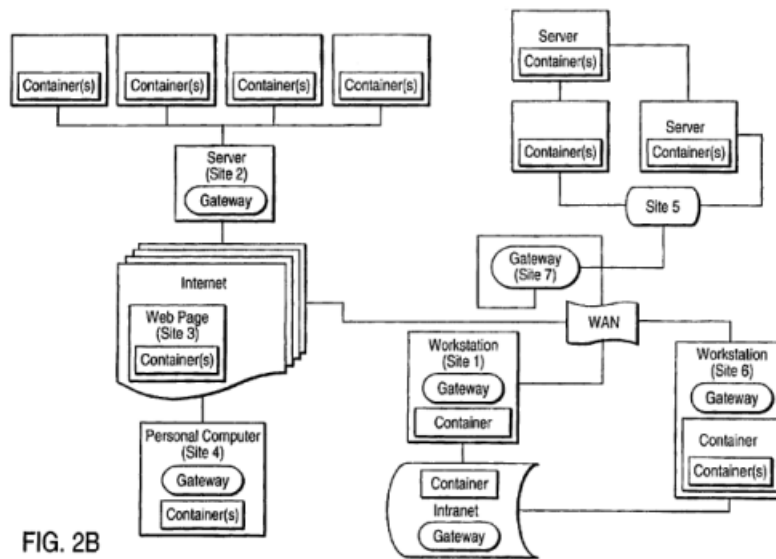 Container(s)
Container(s)
Container(s)
Container(s)
Server
(Site 2)
Gateway
Internet
Web Page
(Site 3)
Container(s)
Personal Computer
(Site 4)
Gateway
Container(s)
Server
Container(s)
Container(s)
Server
Container(s)
Site 5
Gateway
(Site 7)
WAN
Workstation
(Site 1)
Gateway
Container
Container
Intranet
Gateway
Workstation
(Site 6)
Gateway
Container
Container(s)
FIG. 2B